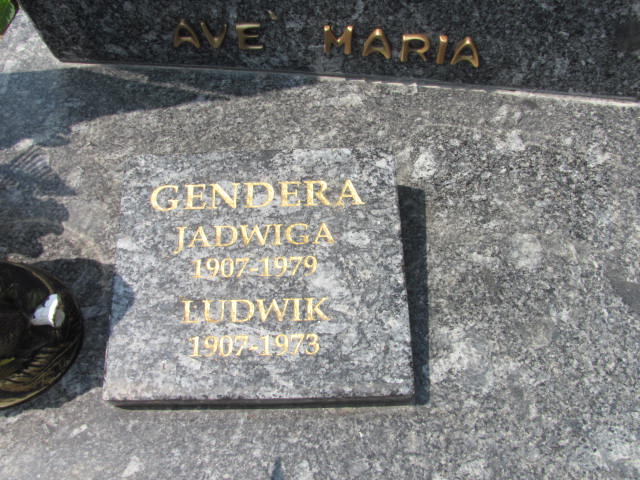 AVE' MARIA
GENDERA
JADWIGA
1907-1979
LUDWIK
1907-1973